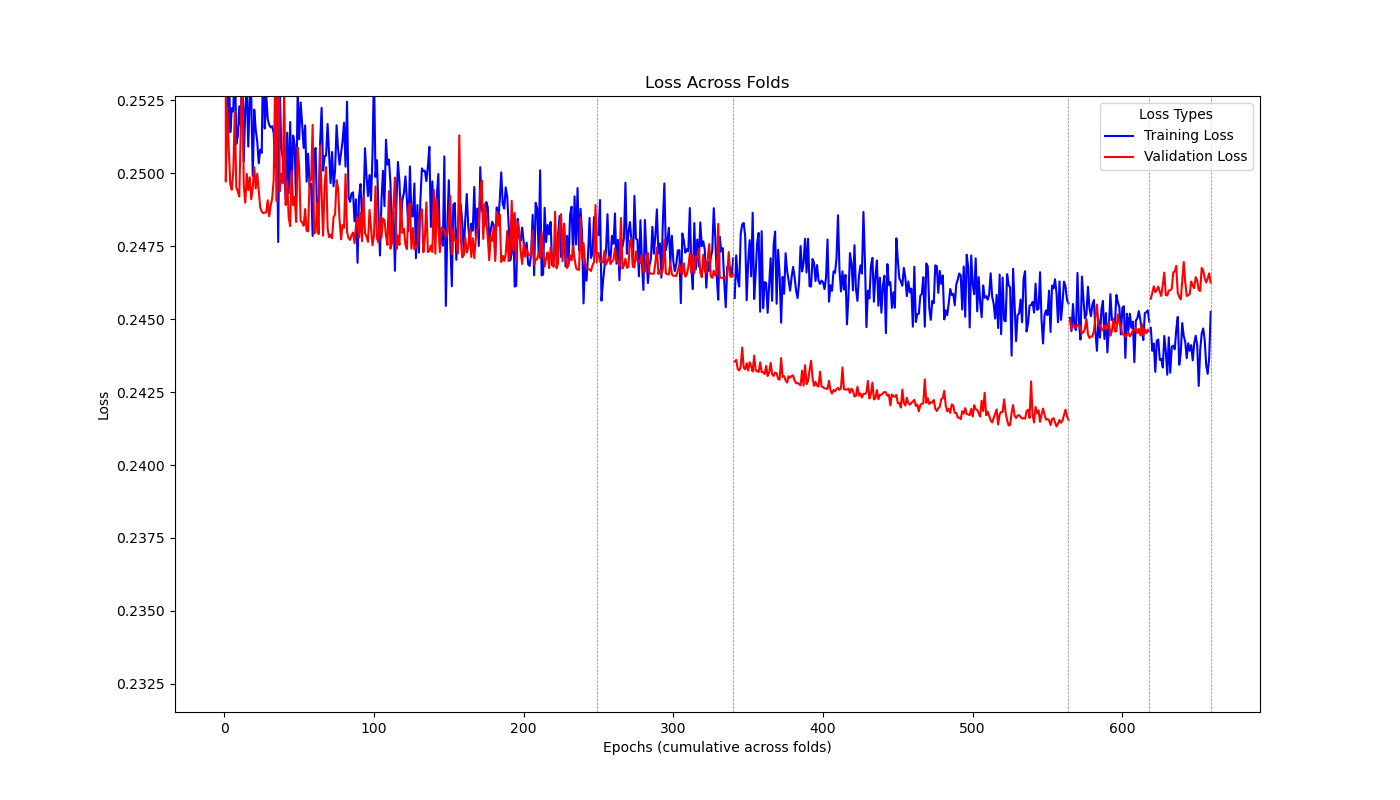 Loss Across Folds
0.2525
0.2500
0.2475
0.2450
0.2425
0.2400
0.2375
0.2350
0.2325
Loss
0
100
200
300
400
500
600
Epochs (cumulative across folds)
Loss Types
Training Loss
Validation Loss